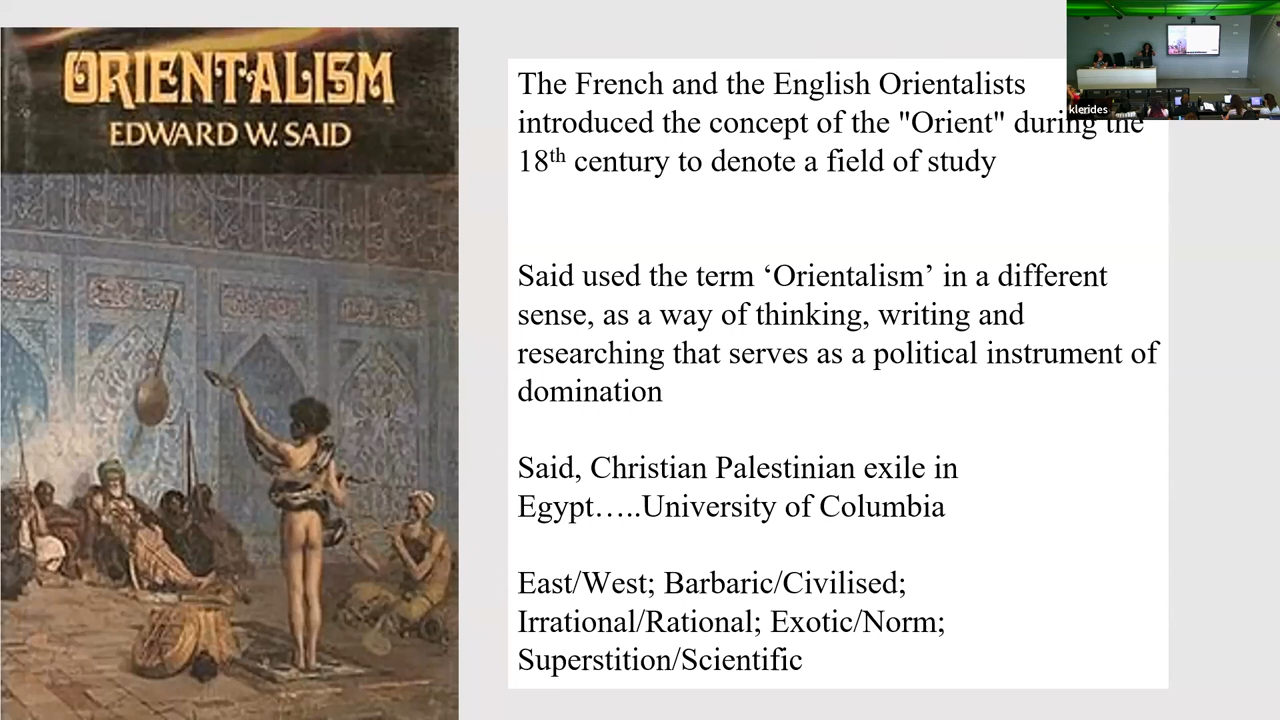 ORIENTALISM
EDWARD W. SAID
The French and the English Orientalists
introduced the concept of the "Orient" during the
18th century to denote a field of study
Said used the term ‘Orientalism’ in a different
sense, as a way of thinking, writing and
researching that serves as a political instrument of
domination
Said, Christian Palestinian exile in
Egypt…..University of Columbia
East/West; Barbaric/Civilised;
Irrational/Rational; Exotic/Norm;
Superstition/Scientific
klerides